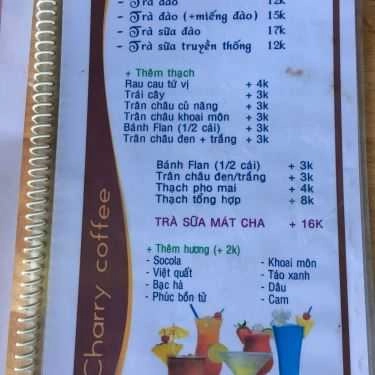 - Trà đào 12k
- Trà đào (+miếng đào) 15k
- Trà sữa đào 17k
- Trà sữa truyền thống 12k
+ Thêm thạch
Rau cau tứ vị + 4k
Trái cây + 3k
Trân châu củ năng + 3k
Trân châu khoai môn + 3k
Bánh Flan (1/2 cái) + 3k
Trân châu đen + trắng + 3k
Bánh Flan (1/2 cái) + 3k
Trân châu đen/trắng + 3k
Thạch pho mai + 4k
Thạch tổng hợp + 8k
TRÀ SỮA MÁT CHA + 16K
+ Thêm hương (+ 2k)
- Socola
- Việt quất
- Bạc hà
- Phúc bồn tử
- Khoai môn
- Táo xanh
- Dâu
- Cam
Charry coffee